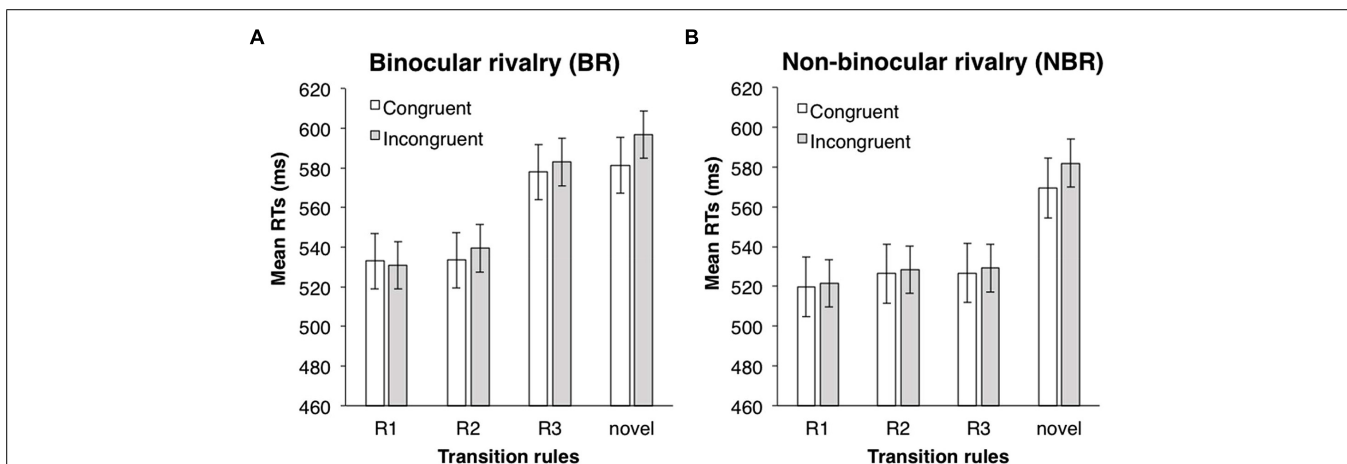 A
Binocular rivalry (BR)
620
600
580
560
540
520
500
480
460
Mean RTs (ms)
Congruent
Incongruent
R1 R2 R3 novel
Transition rules
B
Non-binocular rivalry (NBR)
620
600
580
560
540
520
500
480
460
Mean RTs (ms)
Congruent
Incongruent
R1 R2 R3 novel
Transition rules